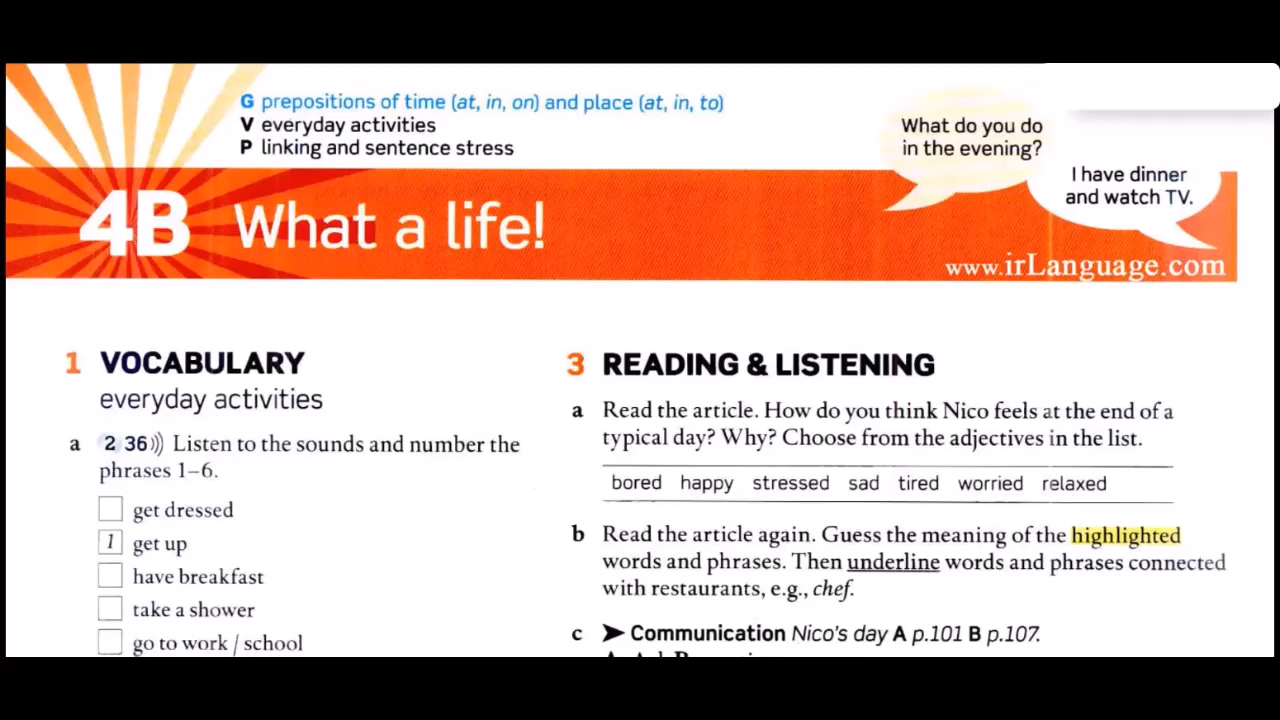 G prepositions of time (at, in, on) and place (at, in, to)
V everyday activities
P linking and sentence stress
What do you do
in the evening?
I have dinner
and watch TV.
4B What a life!
www.irLanguage.com
1 VOCABULARY
everyday activities
a 2 36))) Listen to the sounds and number the
phrases 1–6.
get dressed
1 get up
have breakfast
take a shower
go to work / school
3 READING & LISTENING
a Read the article. How do you think Nico feels at the end of a
typical day? Why? Choose from the adjectives in the list.
bored happy stressed sad tired worried relaxed
b Read the article again. Guess the meaning of the highlighted
words and phrases. Then underline words and phrases connected
with restaurants, e.g., chef.
c ➤ Communication Nico's day A p.101 B p.107.